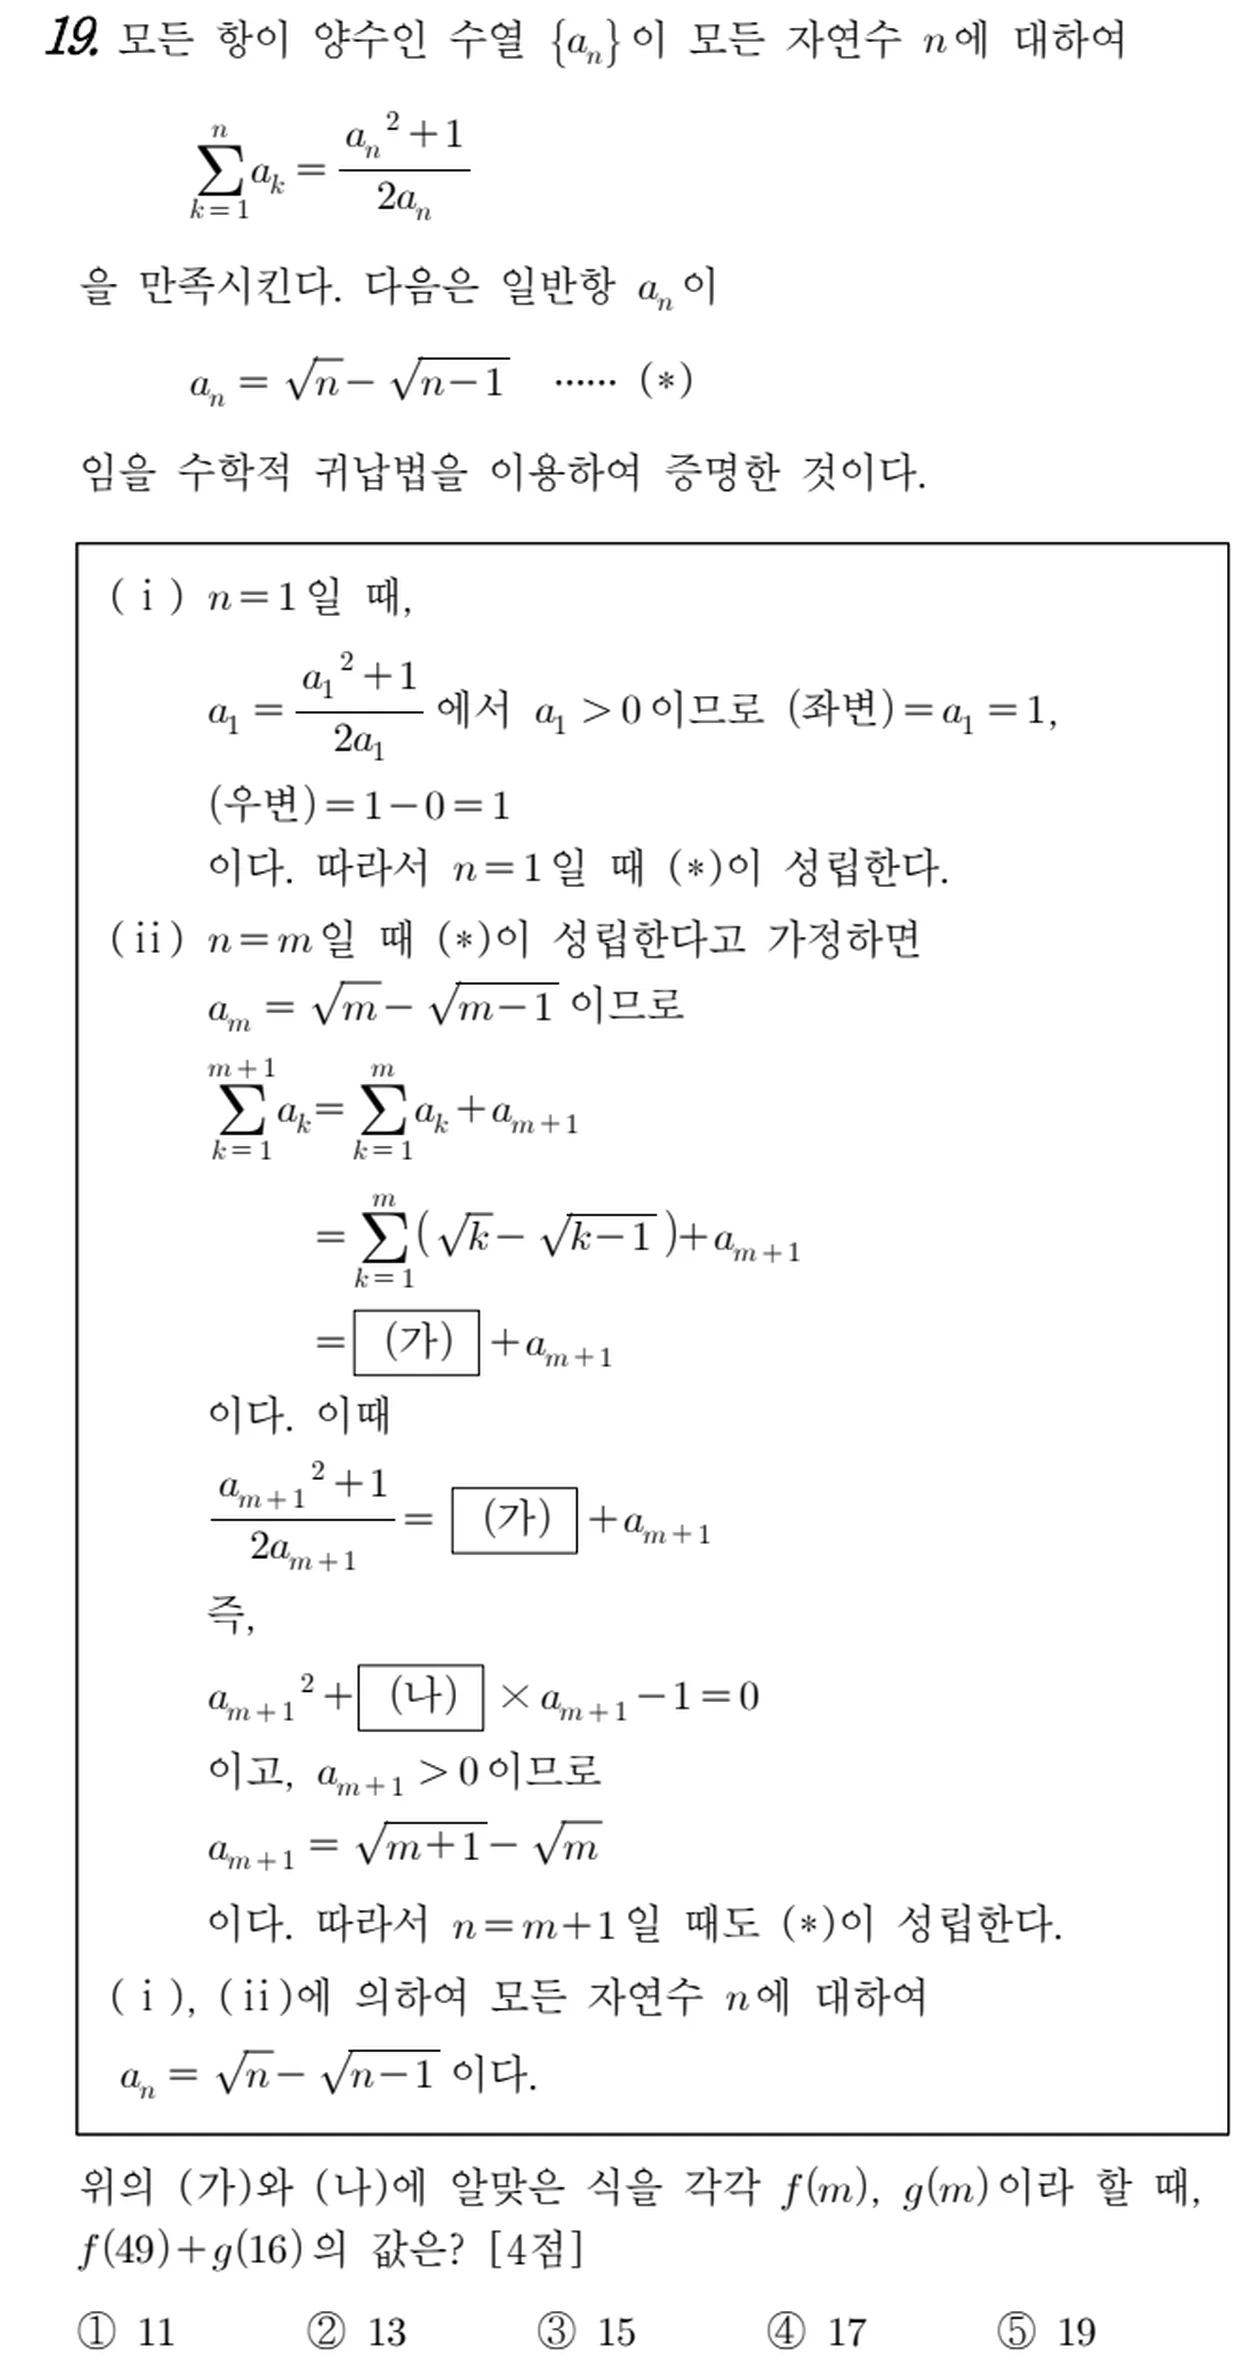 19. 모든 항이 양수인 수열 {aₙ}이 모든 자연수 n에 대하여
∑_{k=1}^{n} a_k = (a_n² + 1) / (2a_n)
을 만족시킨다. 다음은 일반항 aₙ이
a_n = √n − √(n−1) ······ (*)
임을 수학적 귀납법을 이용하여 증명한 것이다.
(ⅰ) n=1일 때,
a₁ = (a₁² + 1) / (2a₁) 에서 a₁ > 0이므로 (좌변)=a₁ =1,
(우변)=1−0=1
이다. 따라서 n=1일 때 (*)이 성립한다.
(ⅱ) n=m일 때 (*)이 성립한다고 가정하면
a_m = √m − √(m−1) 이므로
∑_{k=1}^{m+1} a_k = ∑_{k=1}^{m} a_k + a_{m+1}
= ∑_{k=1}^{m} (√k − √(k−1)) + a_{m+1}
= (가) + a_{m+1}
이다. 이때
(a_{m+1}² + 1) / (2a_{m+1}) = (가) + a_{m+1}
즉,
a_{m+1}² + (나) × a_{m+1} − 1 = 0
이고, a_{m+1} > 0이므로
a_{m+1} = √(m+1) − √m
이다. 따라서 n=m+1일 때도 (*)이 성립한다.
(ⅰ), (ⅱ)에 의하여 모든 자연수 n에 대하여
a_n = √n − √(n−1) 이다.
위의 (가)와 (나)에 알맞은 식을 각각 f(m), g(m)이라 할 때,
f(49)+g(16)의 값은? [4점]
① 11 ② 13 ③ 15 ④ 17 ⑤ 19